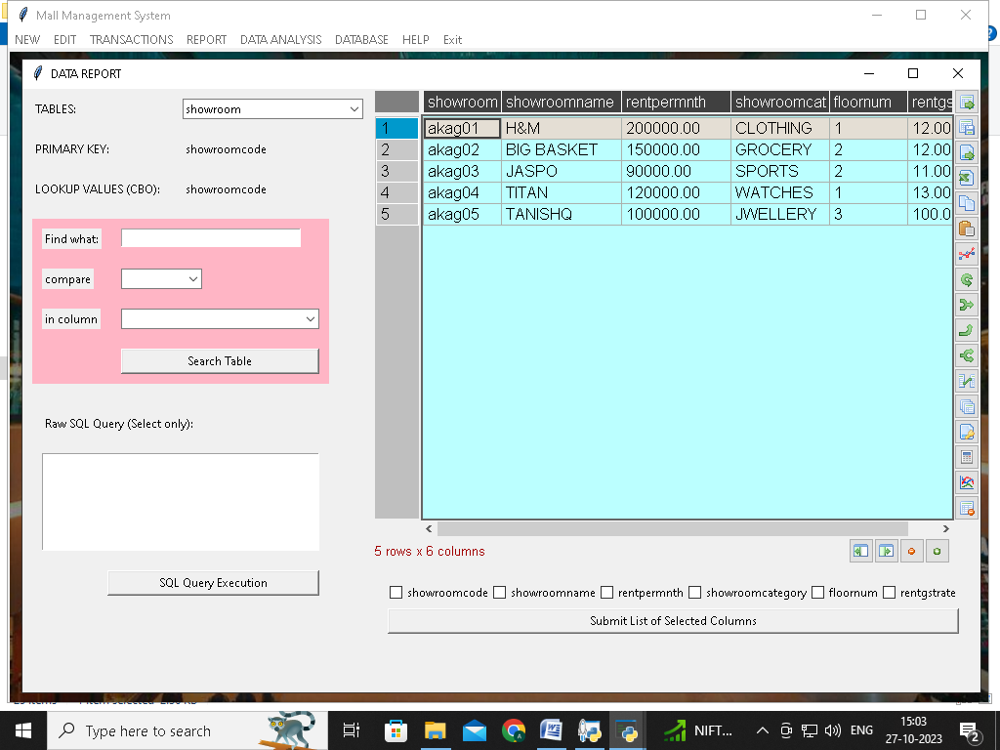 Mall Management System
NEW EDIT TRANSACTIONS REPORT DATA ANALYSIS DATABASE HELP Exit
DATA REPORT
TABLES: showroom
PRIMARY KEY: showroomcode
LOOKUP VALUES (CBO): showroomcode
Find what:
compare
in column
Search Table
Raw SQL Query (Select only):
SQL Query Execution
showroom showroomname rentpermnth showroomcat floornum rentgs
1 akag01 H&M 200000.00 CLOTHING 1 12.00
2 akag02 BIG BASKET 150000.00 GROCERY 2 12.00
3 akag03 JASPO 90000.00 SPORTS 2 11.00
4 akag04 TITAN 120000.00 WATCHES 1 13.00
5 akag05 TANISHQ 100000.00 JWELLERY 3 100.0
5 rows x 6 columns
showroomcode showroomname rentpermnth showroomcategory floornum rentgstrate
Submit List of Selected Columns
Type here to search
NIFT...
ENG
15:03
27-10-2023
2